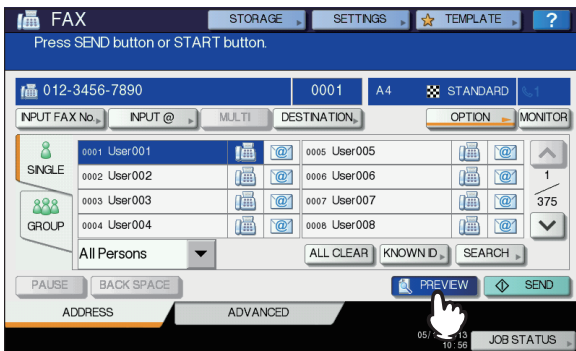 FAX STORAGE SETTINGS TEMPLATE ?
Press SEND button or START button.
012-3456-7890 0001 A4 STANDARD 1
INPUT FAX No. INPUT @ MULTI DESTINATION OPTION MONITOR
SINGLE
GROUP
0001 User001 0005 User005
0002 User002 0006 User006
0003 User003 0007 User007
0004 User004 0008 User008
1
375
All Persons ALL CLEAR KNOWN ID SEARCH
PAUSE BACK SPACE PREVIEW SEND
ADDRESS ADVANCED
10:56 JOB STATUS